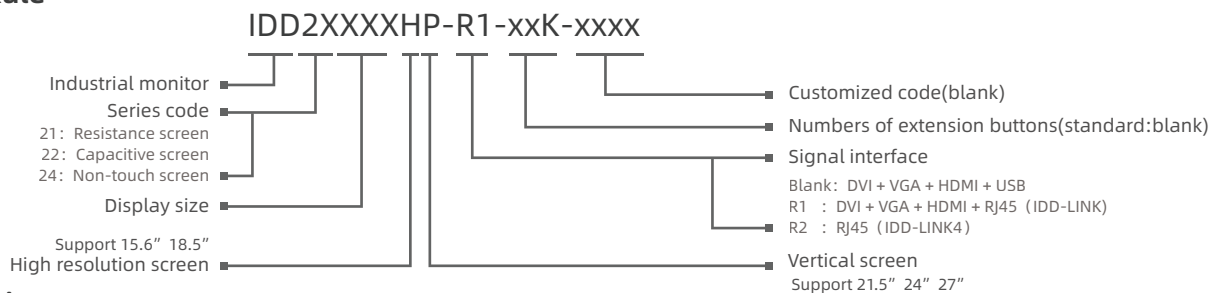 IDD2XXXXHP-R1-xxK-xxxx
Industrial monitor
Series code
21: Resistance screen
22: Capacitive screen
24: Non-touch screen
Display size
Support 15.6" 18.5"
High resolution screen
Customized code(blank)
Numbers of extension buttons(standard:blank)
Signal interface
Blank: DVI + VGA + HDMI + USB
R1 : DVI + VGA + HDMI + RJ45 (IDD-LINK)
R2 : RJ45 (IDD-LINK4)
Vertical screen
Support 21.5" 24" 27"